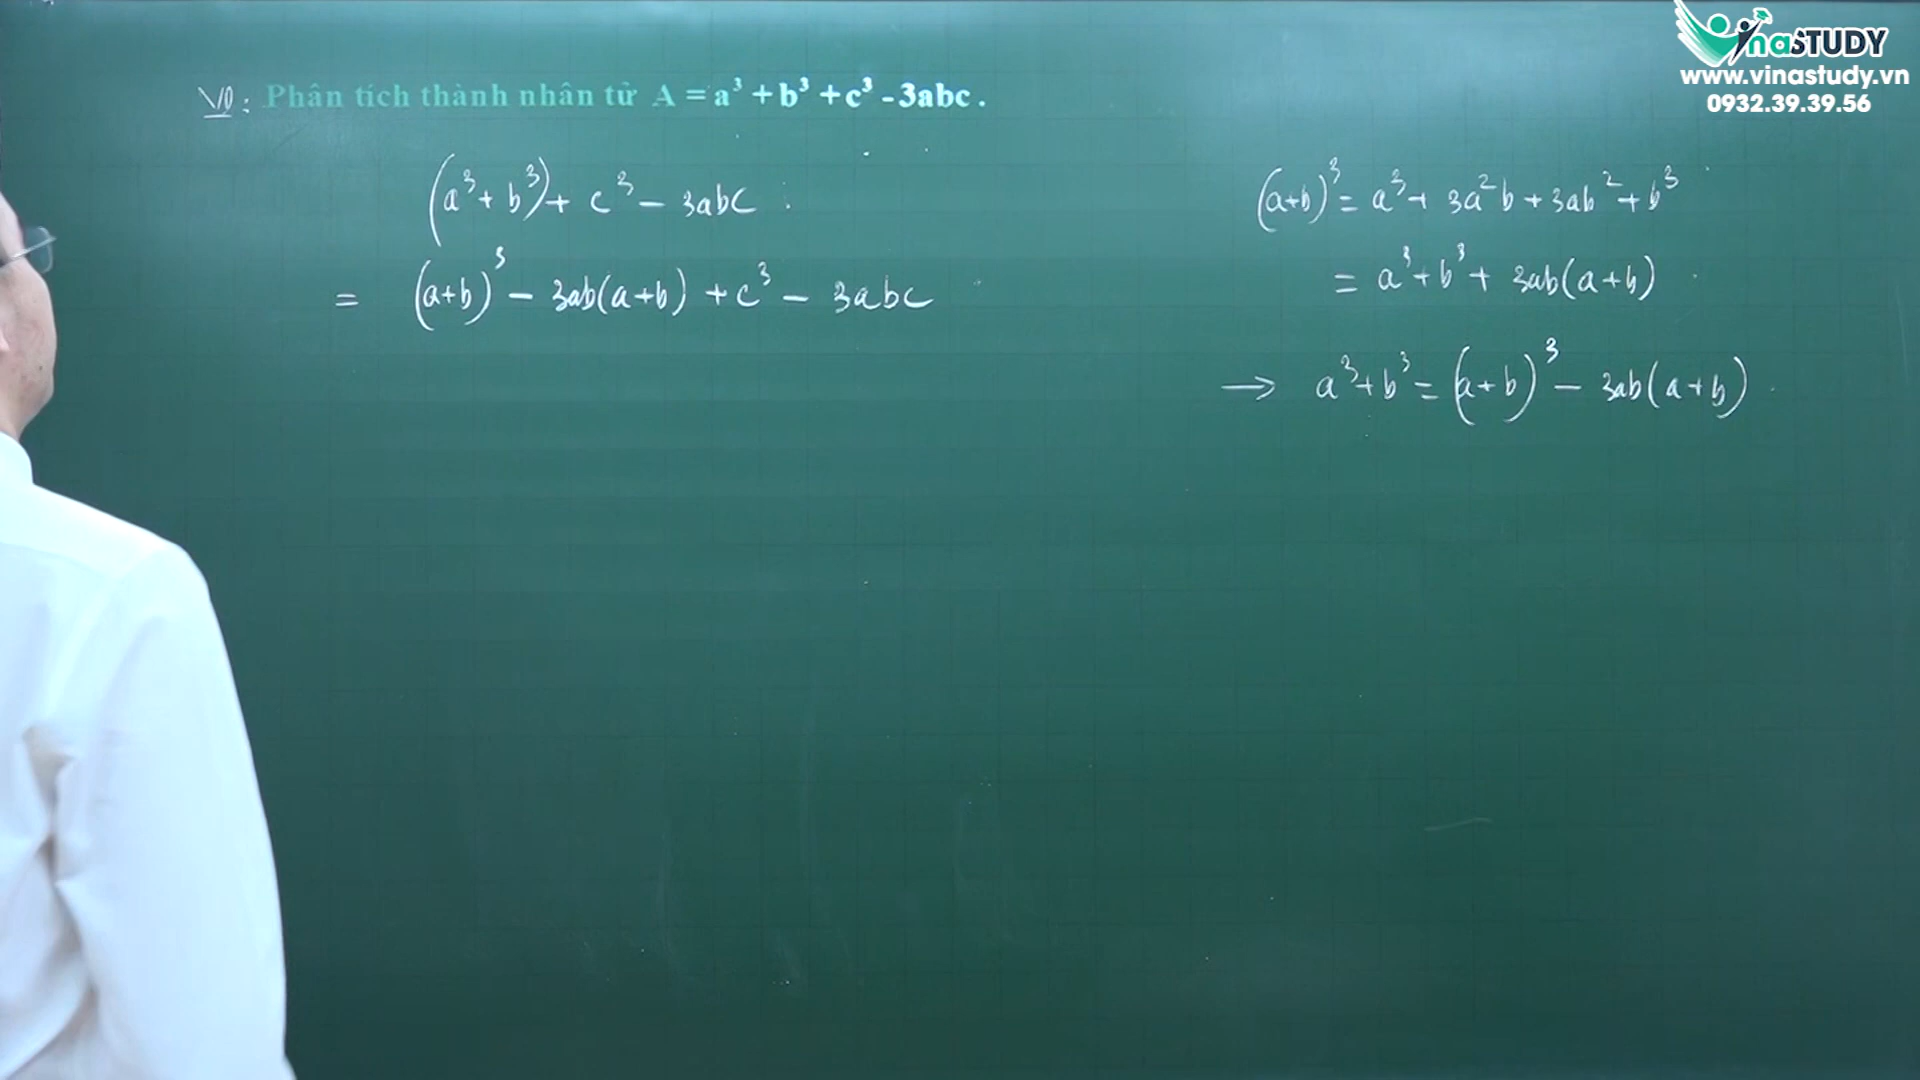 VinaSTUDY
www.vinastudy.vn
0932.39.39.56
VD: Phân tích thành nhân tử A = a³ + b³ + c³ - 3abc.
(a³ + b³) + c³ - 3abc
= (a+b)³ - 3ab(a+b) + c³ - 3abc
(a+b)³ = a³ + 3a²b + 3ab² + b³
= a³ + b³ + 3ab(a+b)
→ a³ + b³ = (a+b)³ - 3ab(a+b)